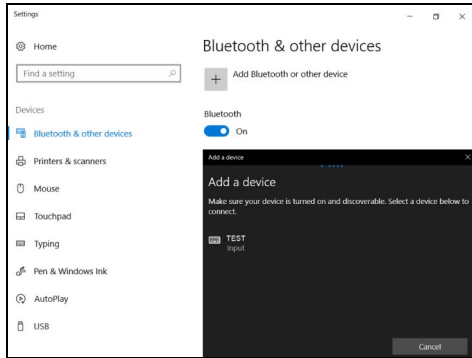 Settings
Home
Find a setting
Devices
Bluetooth & other devices
Printers & scanners
Mouse
Touchpad
Typing
Pen & Windows Ink
AutoPlay
USB
Bluetooth & other devices
Add Bluetooth or other device
Bluetooth
On
Add a device
Add a device
Make sure your device is turned on and discoverable. Select a device below to
connect.
TEST
Input
Cancel